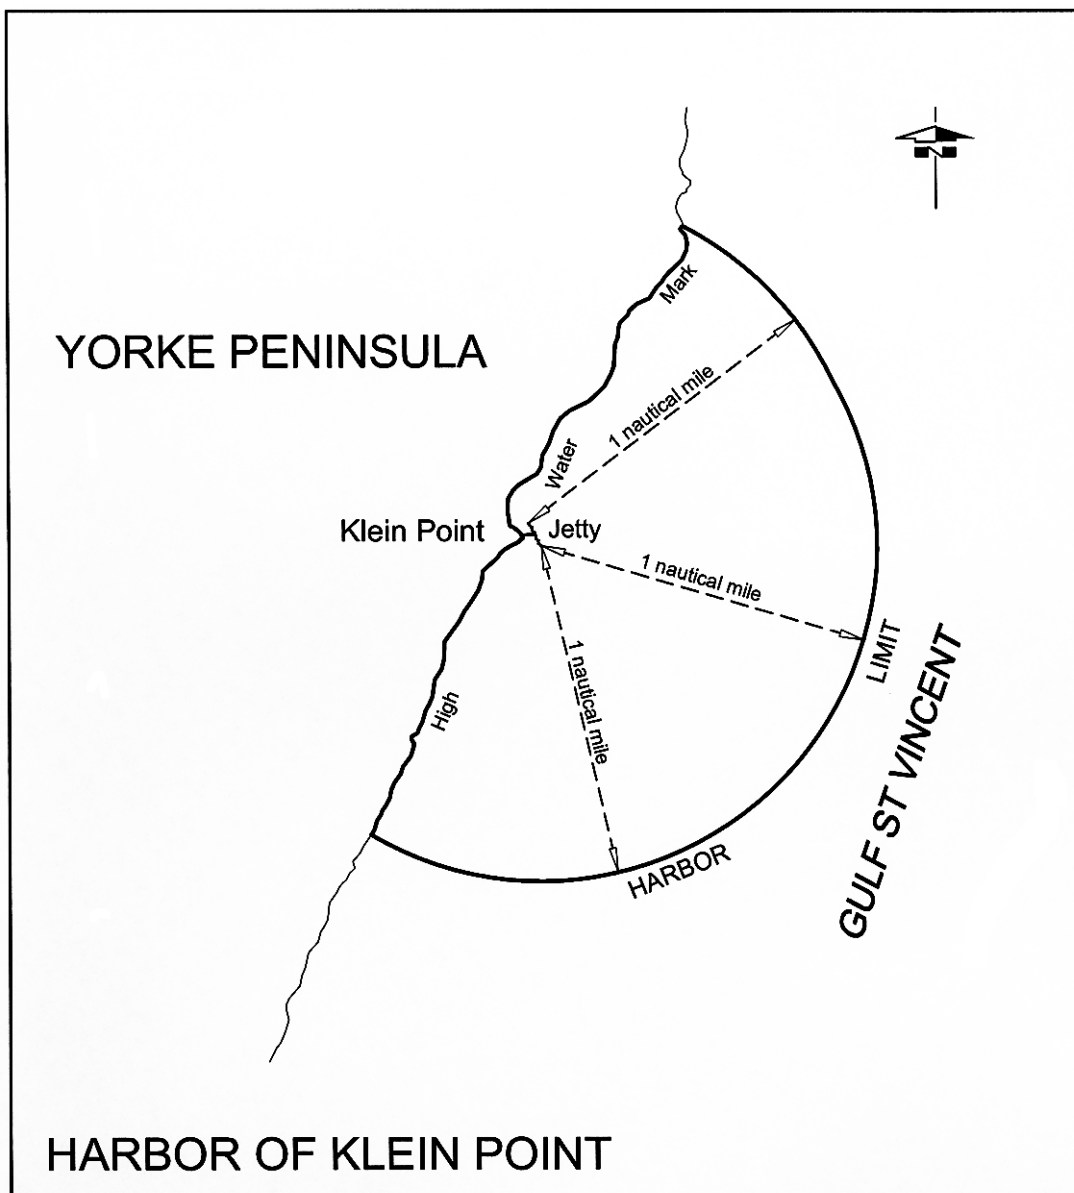 N
Mark
YORKE PENINSULA
1 nautical mile
Water
Klein Point
Jetty
1 nautical mile
LIMIT
1 nautical mile
High
GULF ST VINCENT
HARBOR
HARBOR OF KLEIN POINT